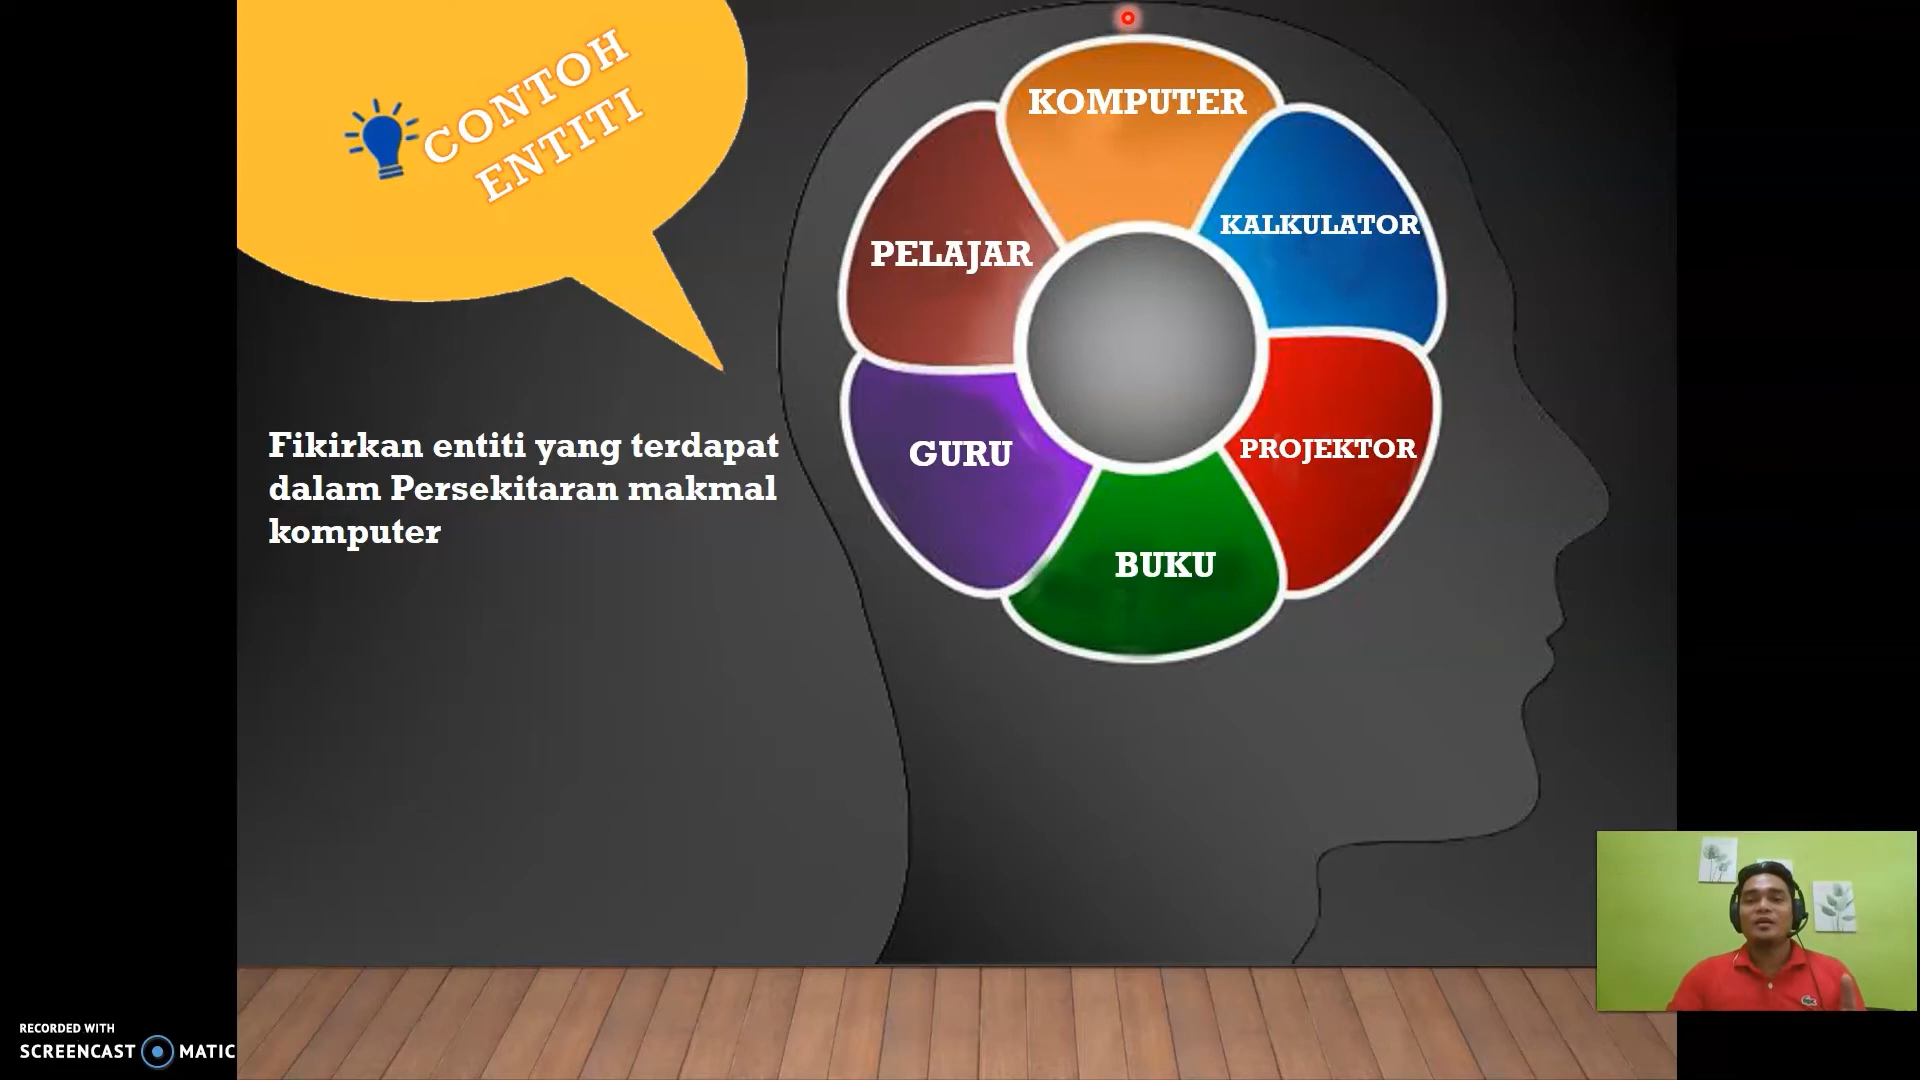 CONTOH
ENTITI
Fikirkan entiti yang terdapat
dalam Persekitaran makmal
komputer
KOMPUTER
KALKULATOR
PELAJAR
GURU
PROJEKTOR
BUKU
RECORDED WITH
SCREENCAST MATIC